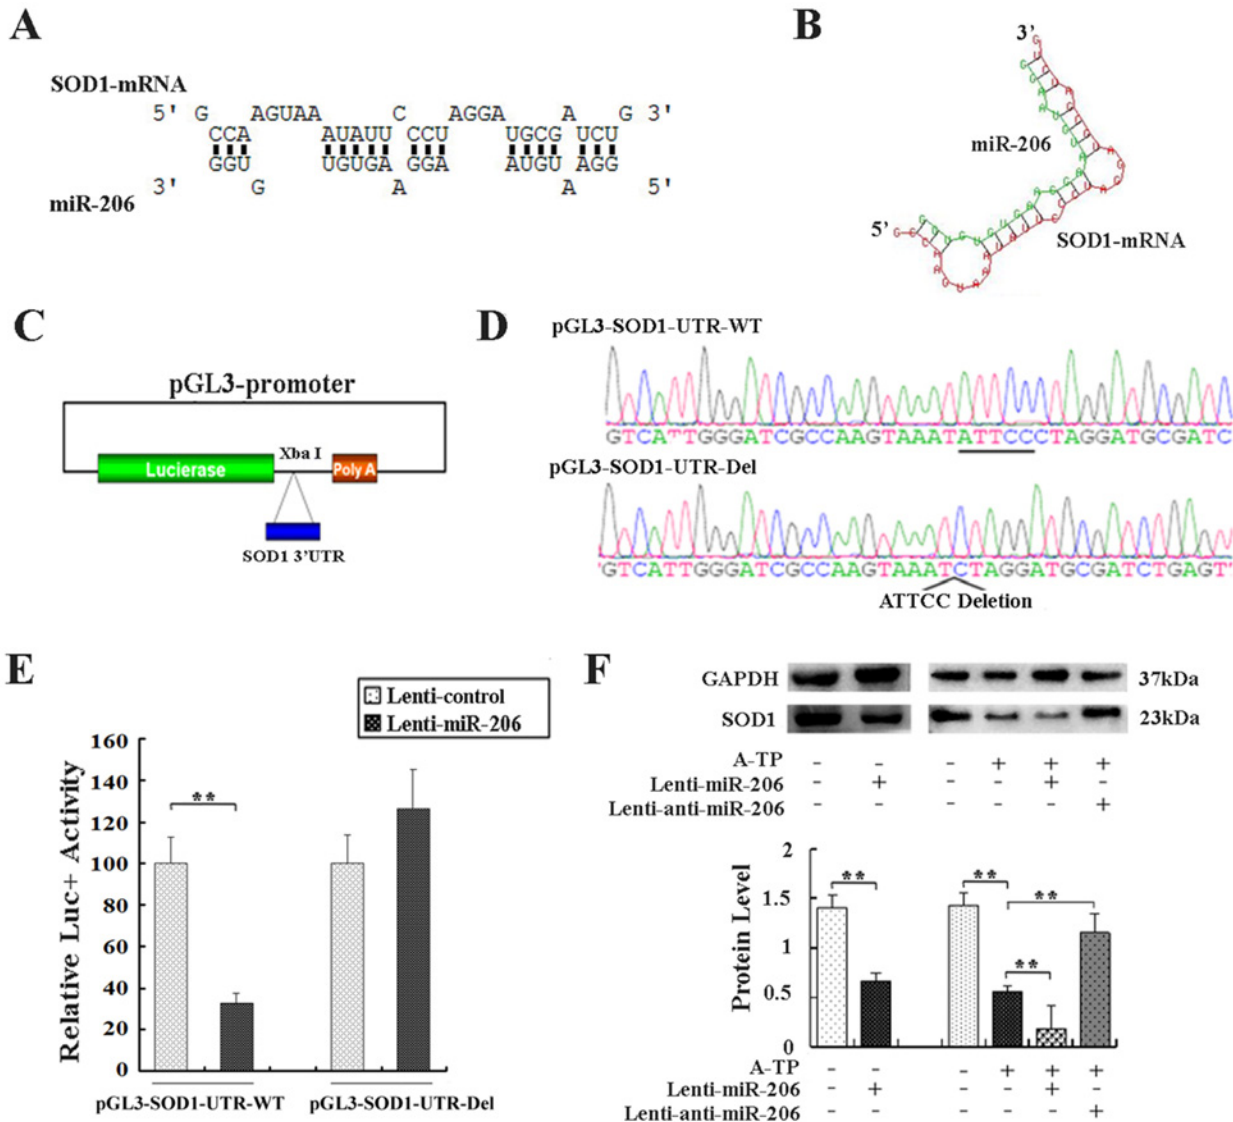 A
SOD1-mRNA
5' G AGUAA C AGGA A G 3'
CCA AUAUU CCU UGCG UCU
GGU UGUGA GGA AUGU AGG
3' G A A 5'
miR-206
B
3'
miR-206
5'
SOD1-mRNA
C
pGL3-promoter
Xba I
Lucierase
Poly A
SOD1 3'UTR
D
pGL3-SOD1-UTR-WT
GTCATTGGGATCGCCAAGTAAATATTCCCTAGGATGCGATC
pGL3-SOD1-UTR-Del
GTCATTGGGATCGCCAAGTAAATCTAGGATGCGATCTGAGT
ATTCC Deletion
E
Lenti-control
Lenti-miR-206
Relative Luc+ Activity
160
140
120
100
80
60
40
20
0
**
pGL3-SOD1-UTR-WT pGL3-SOD1-UTR-Del
F
GAPDH 37kDa
SOD1 23kDa
A-TP - - - + + +
Lenti-miR-206 - + - - + -
Lenti-anti-miR-206 - - - - - +
Protein Level
2
1.5
1
0.5
0
** ** ** **
A-TP - - - + + +
Lenti-miR-206 - + - - + -
Lenti-anti-miR-206 - - - - - +